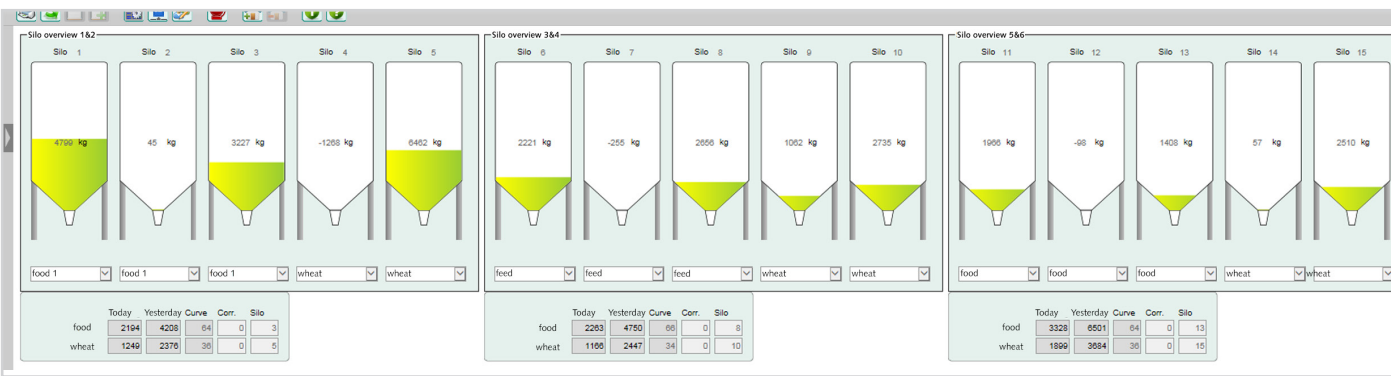 Silo overview 1&2
Silo 1 Silo 2 Silo 3 Silo 4 Silo 5
4799 kg 45 kg 3227 kg -1268 kg 6462 kg
food 1 food 1 food 1 wheat wheat
Today Yesterday Curve Corr. Silo
food 2194 4208 64 0 3
wheat 1249 2376 36 0 5
Silo overview 3&4
Silo 6 Silo 7 Silo 8 Silo 9 Silo 10
2221 kg -255 kg 2656 kg 1062 kg 2735 kg
feed feed feed wheat wheat
Today Yesterday Curve Corr. Silo
food 2263 4750 66 0 8
wheat 1166 2447 34 0 10
Silo overview 5&6
Silo 11 Silo 12 Silo 13 Silo 14 Silo 15
1966 kg -98 kg 1408 kg 57 kg 2510 kg
food food food wheat wheat
Today Yesterday Curve Corr. Silo
food 3328 6501 64 0 13
wheat 1899 3684 36 0 15